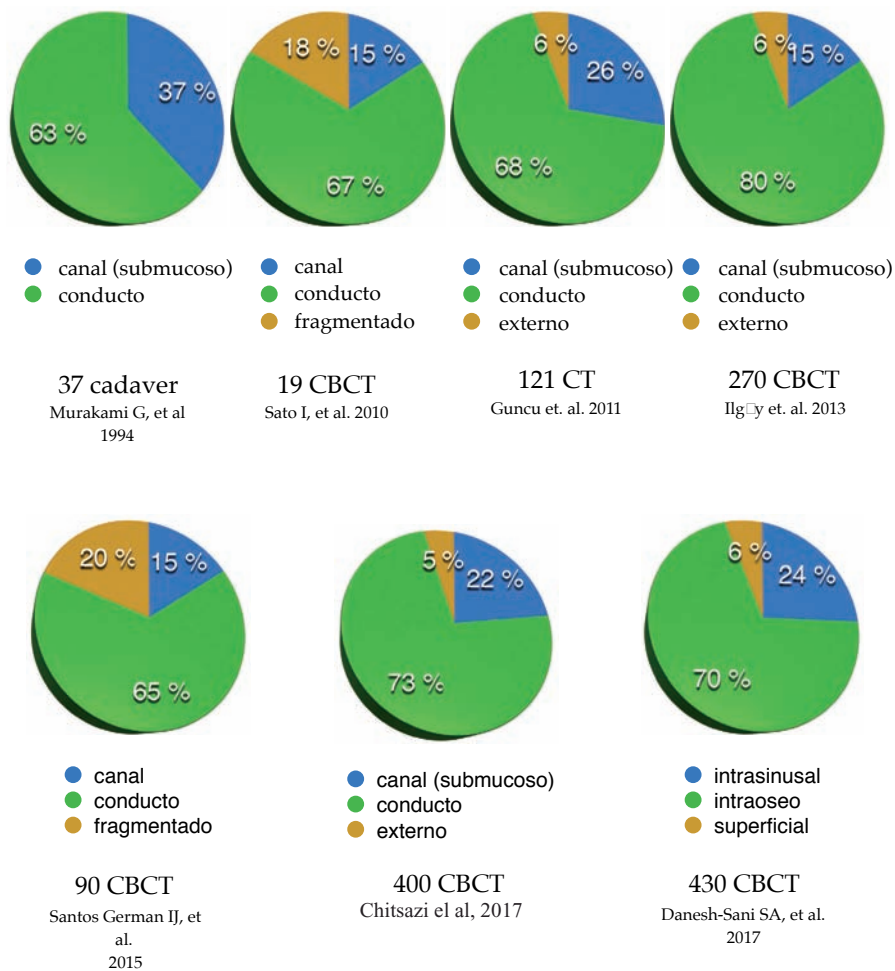 37 %
63 %
18 %
15 %
67 %
6 %
26 %
68 %
6 %
15 %
80 %
canal (submucoso)
conducto
canal
conducto
fragmentado
canal (submucoso)
conducto
externo
canal (submucoso)
conducto
externo
37 cadaver
Murakami G, et al
1994
19 CBCT
Sato I, et al. 2010
121 CT
Guncu et. al. 2011
270 CBCT
Ilg□y et. al. 2013
20 %
15 %
65 %
5 %
22 %
73 %
6 %
24 %
70 %
canal
conducto
fragmentado
canal (submucoso)
conducto
externo
intrasinusal
intraoseo
superficial
90 CBCT
Santos German IJ, et
al.
2015
400 CBCT
Chitsazi el al, 2017
430 CBCT
Danesh-Sani SA, et al.
2017